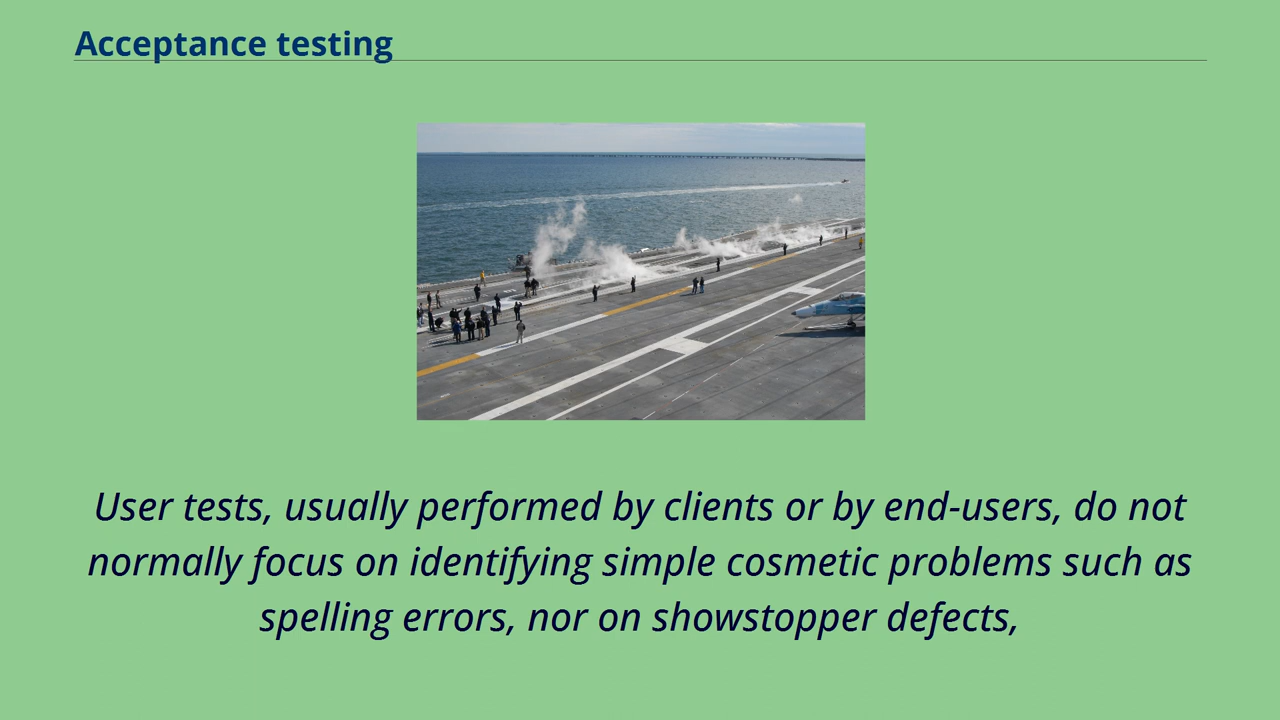 Acceptance testing
User tests, usually performed by clients or by end-users, do not
normally focus on identifying simple cosmetic problems such as
spelling errors, nor on showstopper defects,